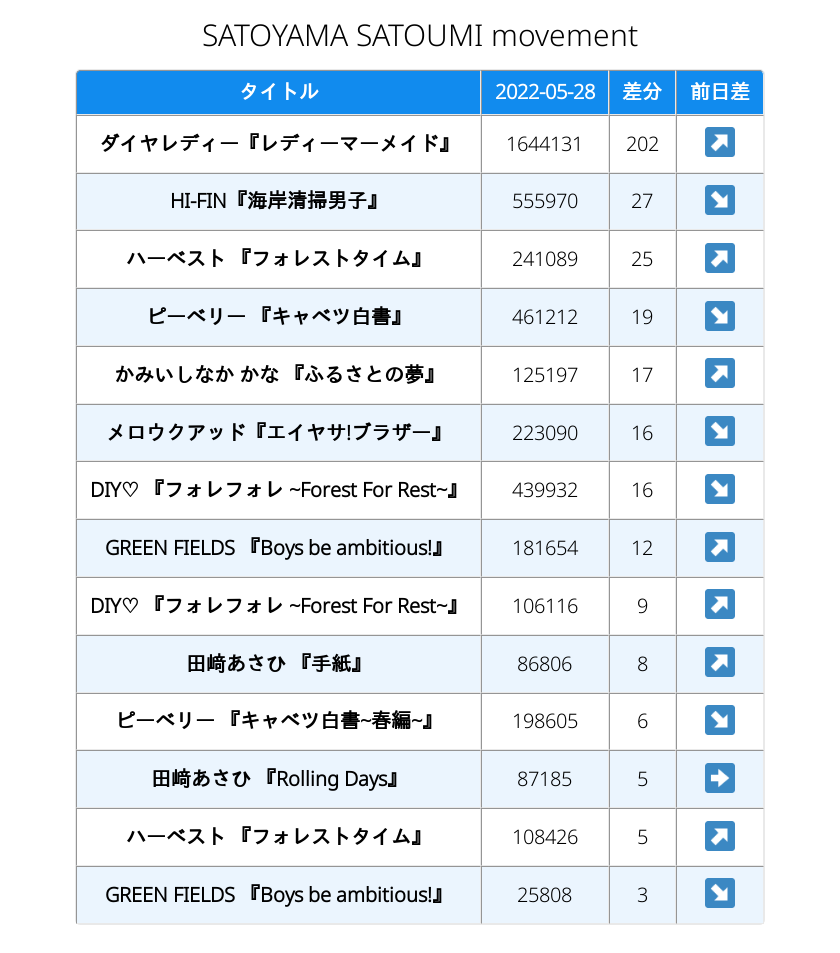 SATOYAMA SATOUMI movement
タイトル 2022-05-28 差分 前日差
ダイヤレディー『レディーマーメイド』 1644131 202 ↗
HI-FIN『海岸清掃男子』 555970 27 ↘
ハーベスト 『フォレストタイム』 241089 25 ↗
ピーベリー 『キャベツ白書』 461212 19 ↘
かみいしなか かな 『ふるさとの夢』 125197 17 ↗
メロウクアッド『エイヤサ!ブラザー』 223090 16 ↘
DIY♡ 『フォレフォレ ~Forest For Rest~』 439932 16 ↘
GREEN FIELDS 『Boys be ambitious!』 181654 12 ↗
DIY♡ 『フォレフォレ ~Forest For Rest~』 106116 9 ↗
田﨑あさひ 『手紙』 86806 8 ↗
ピーベリー 『キャベツ白書~春編~』 198605 6 ↘
田﨑あさひ 『Rolling Days』 87185 5 ➡
ハーベスト 『フォレストタイム』 108426 5 ↗
GREEN FIELDS 『Boys be ambitious!』 25808 3 ↘